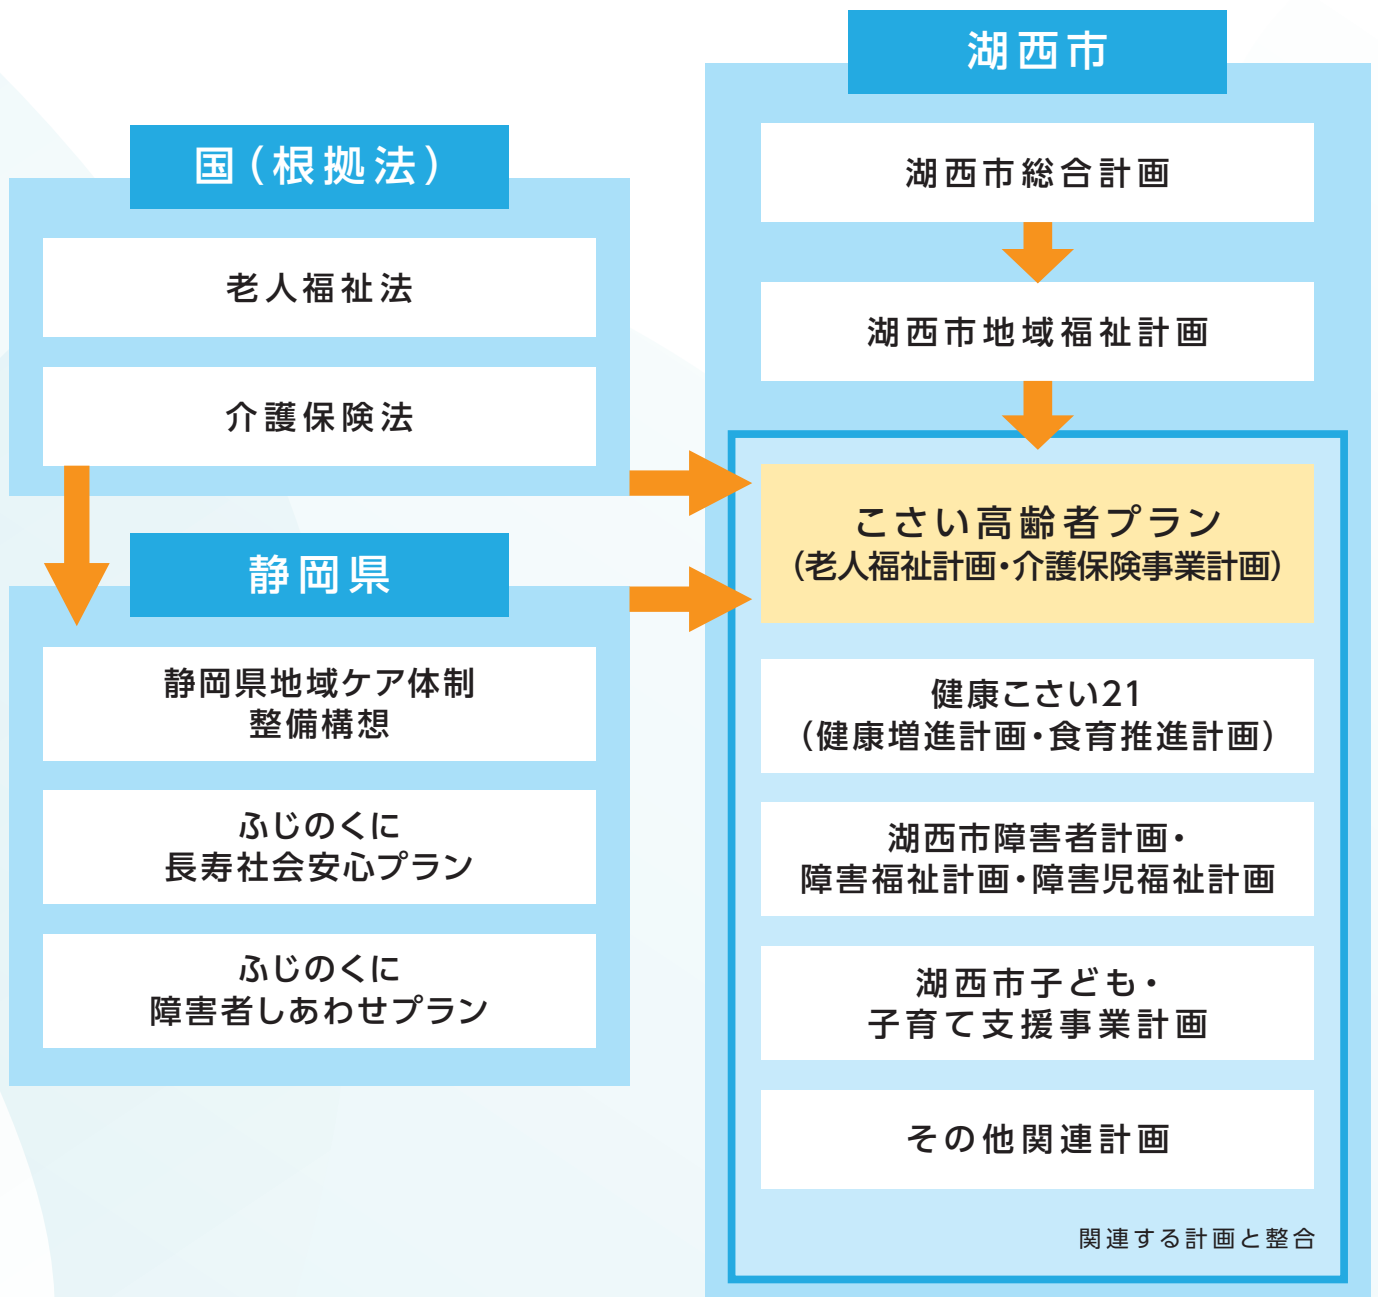 国(根拠法)
老人福祉法
介護保険法
静岡県
静岡県地域ケア体制
整備構想
ふじのくに
長寿社会安心プラン
ふじのくに
障害者しあわせプラン
湖西市
湖西市総合計画
湖西市地域福祉計画
こさい高齢者プラン
(老人福祉計画・介護保険事業計画)
健康こさい21
(健康増進計画・食育推進計画)
湖西市障害者計画・
障害福祉計画・障害児福祉計画
湖西市子ども・
子育て支援事業計画
その他関連計画
関連する計画と整合